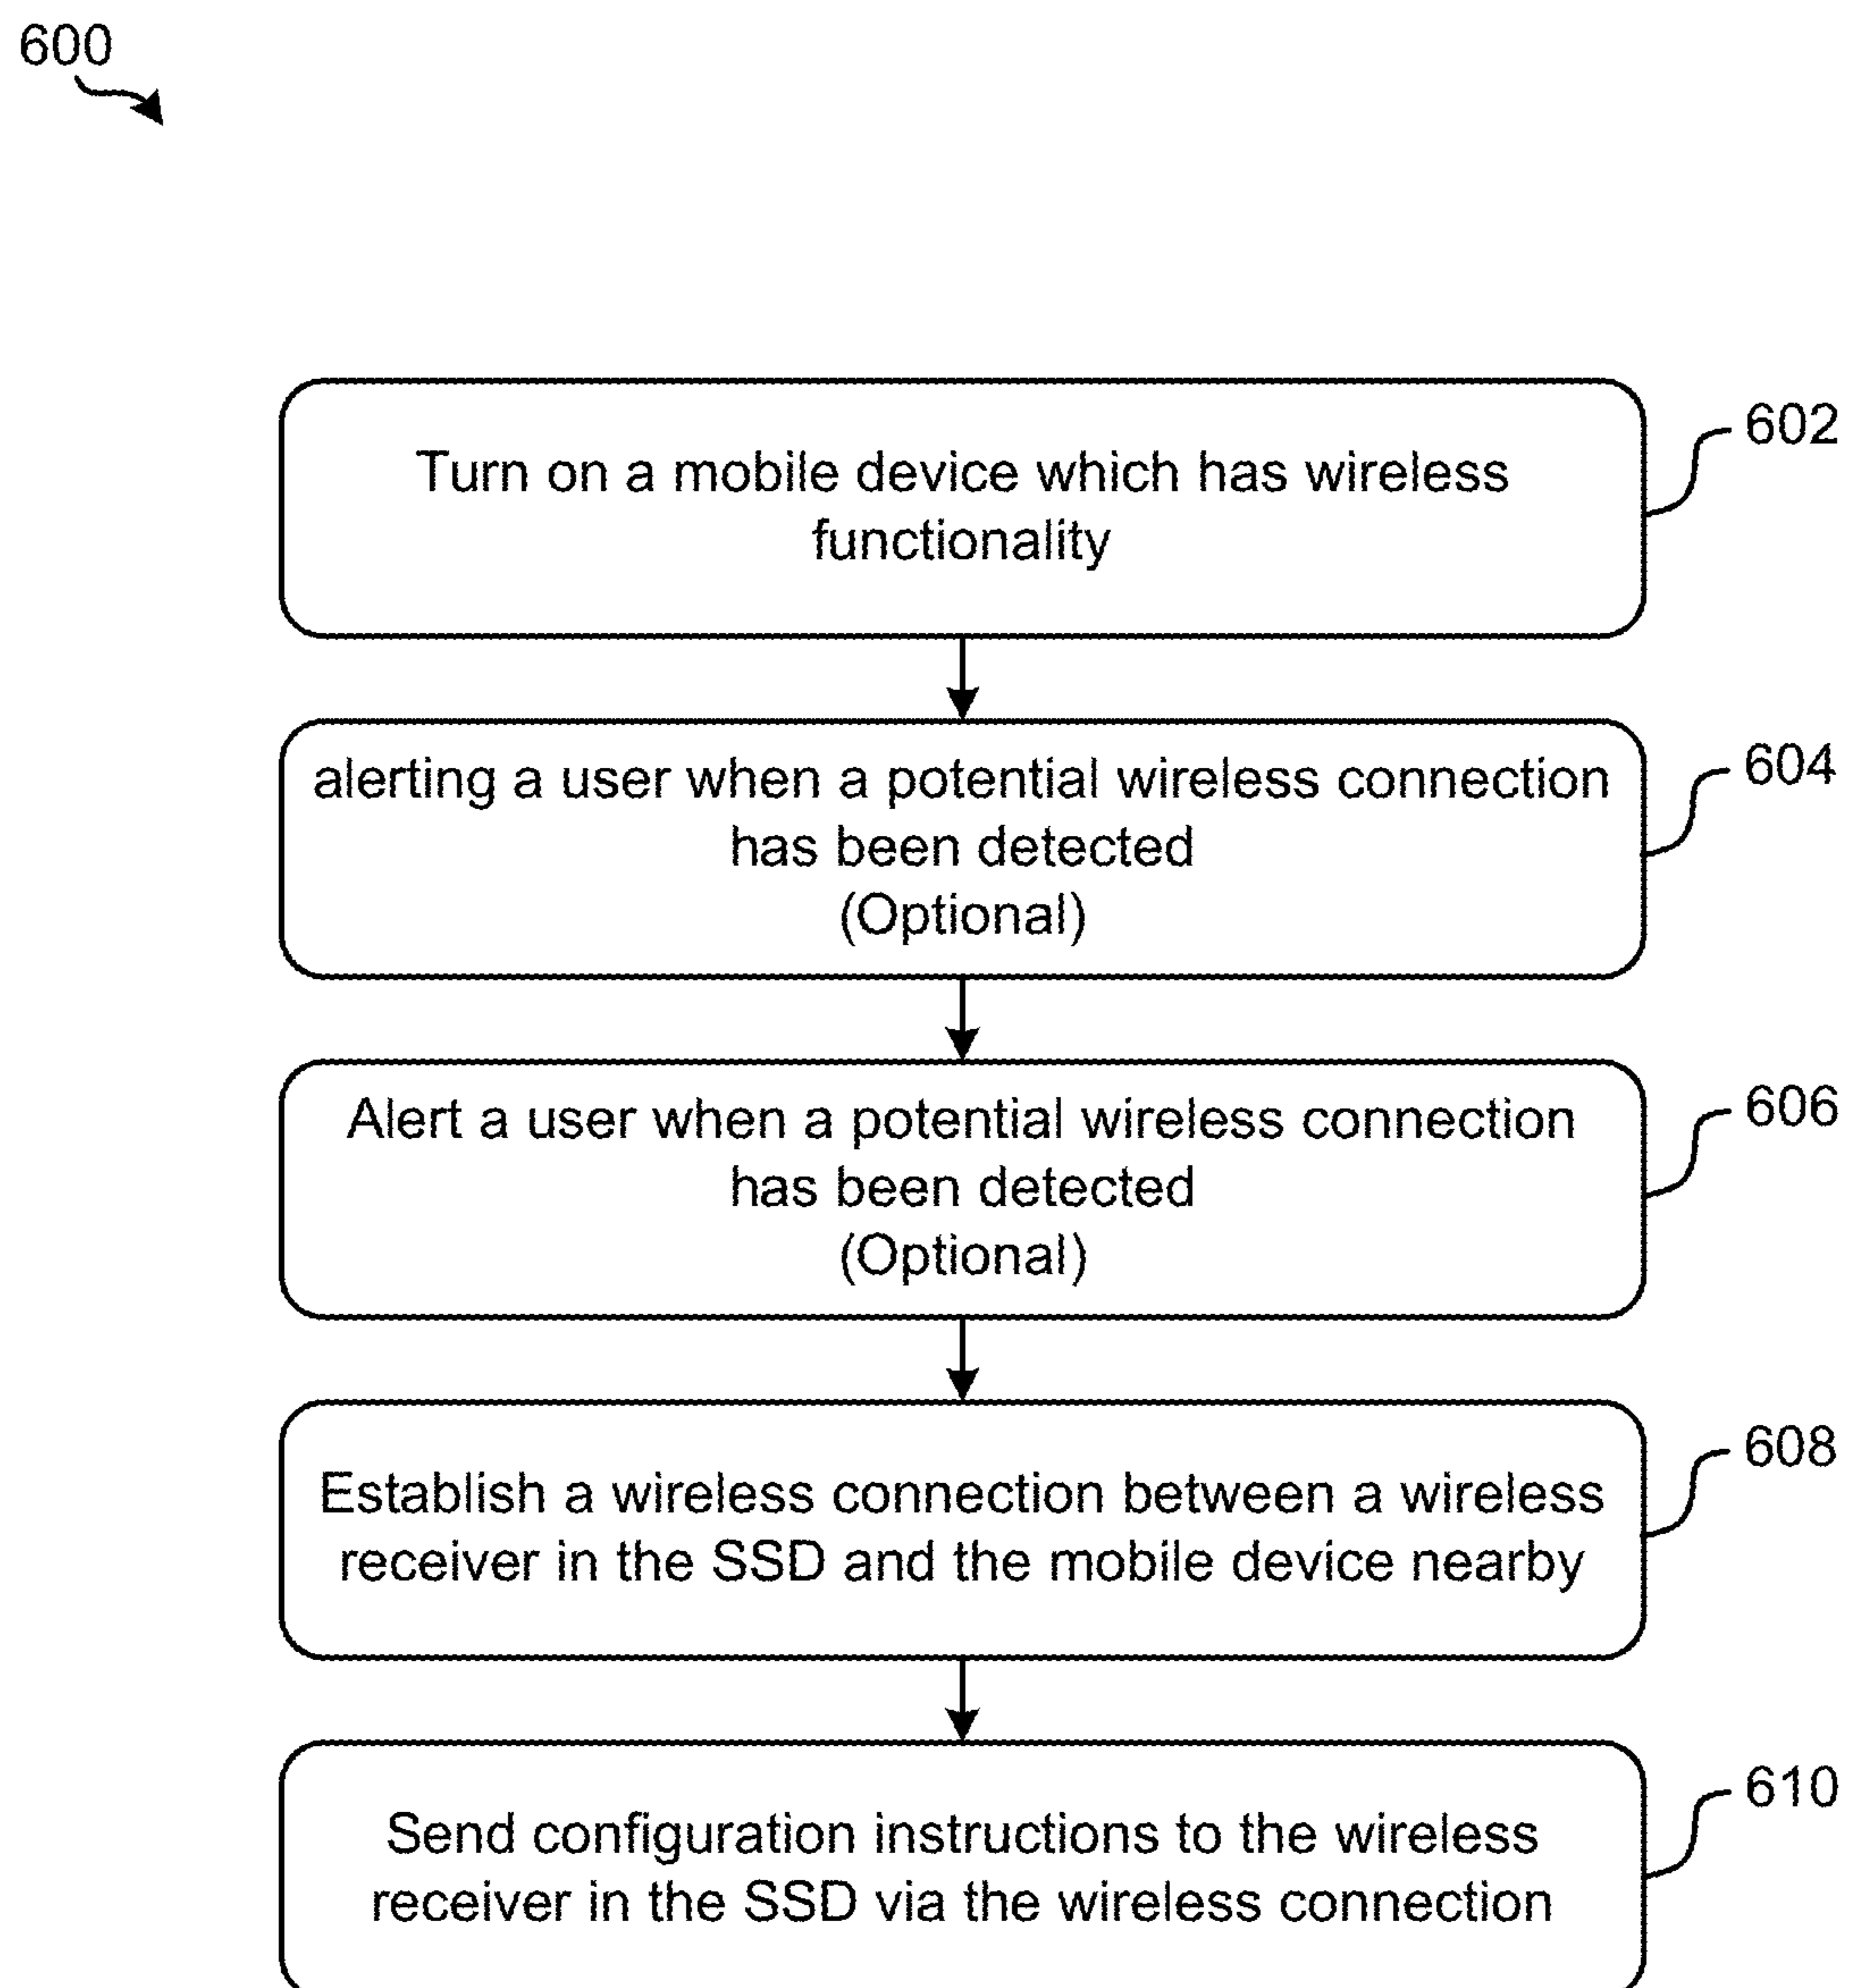 600
Turn on a mobile device which has wireless
functionality
602
alerting a user when a potential wireless connection
has been detected
(Optional)
604
Alert a user when a potential wireless connection
has been detected
(Optional)
606
Establish a wireless connection between a wireless
receiver in the SSD and the mobile device nearby
608
Send configuration instructions to the wireless
receiver in the SSD via the wireless connection
610